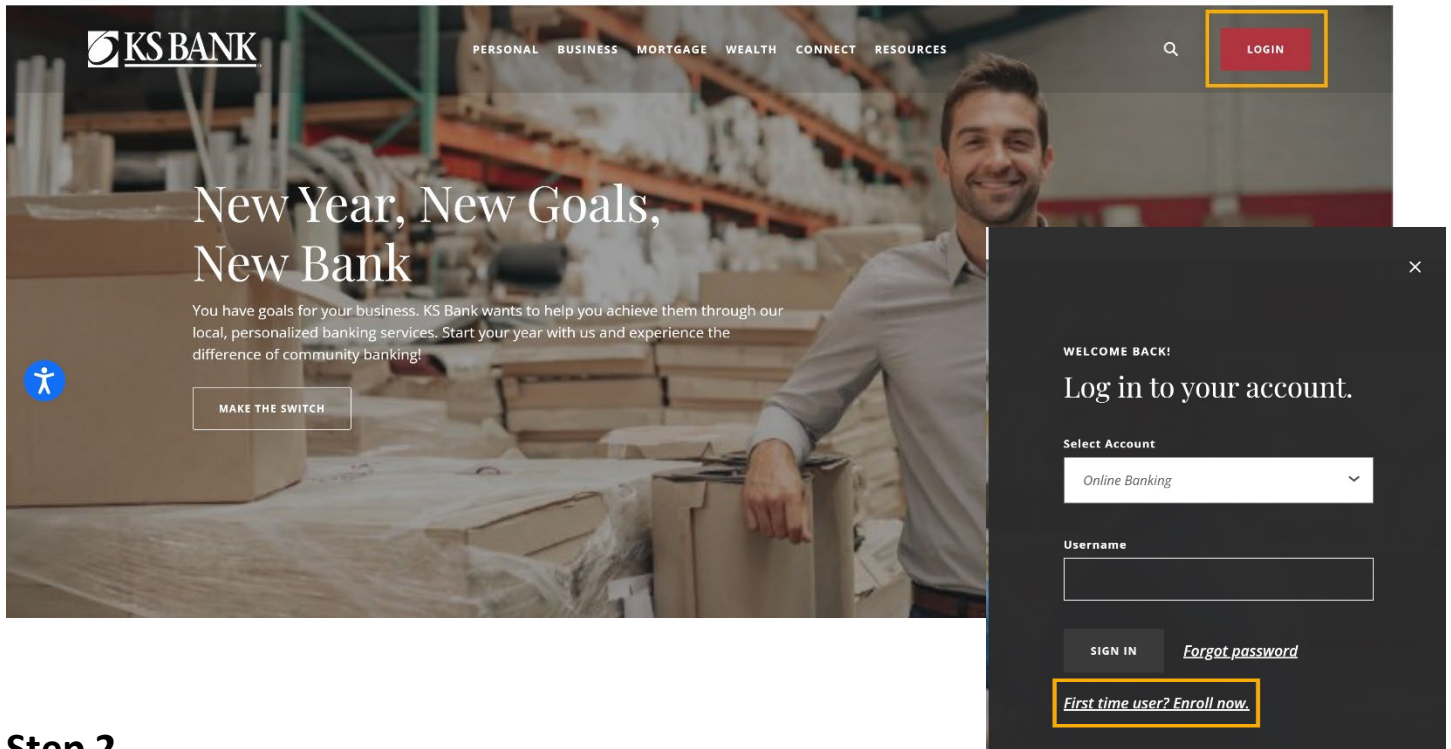 KS BANK
PERSONAL BUSINESS MORTGAGE WEALTH CONNECT RESOURCES
LOGIN
New Year, New Goals,
New Bank
You have goals for your business. KS Bank wants to help you achieve them through our
local, personalized banking services. Start your year with us and experience the
difference of community banking!
MAKE THE SWITCH
WELCOME BACK!
Log in to your account.
Select Account
Online Banking
Username
SIGN IN Forgot password
First time user? Enroll now.
Step 2